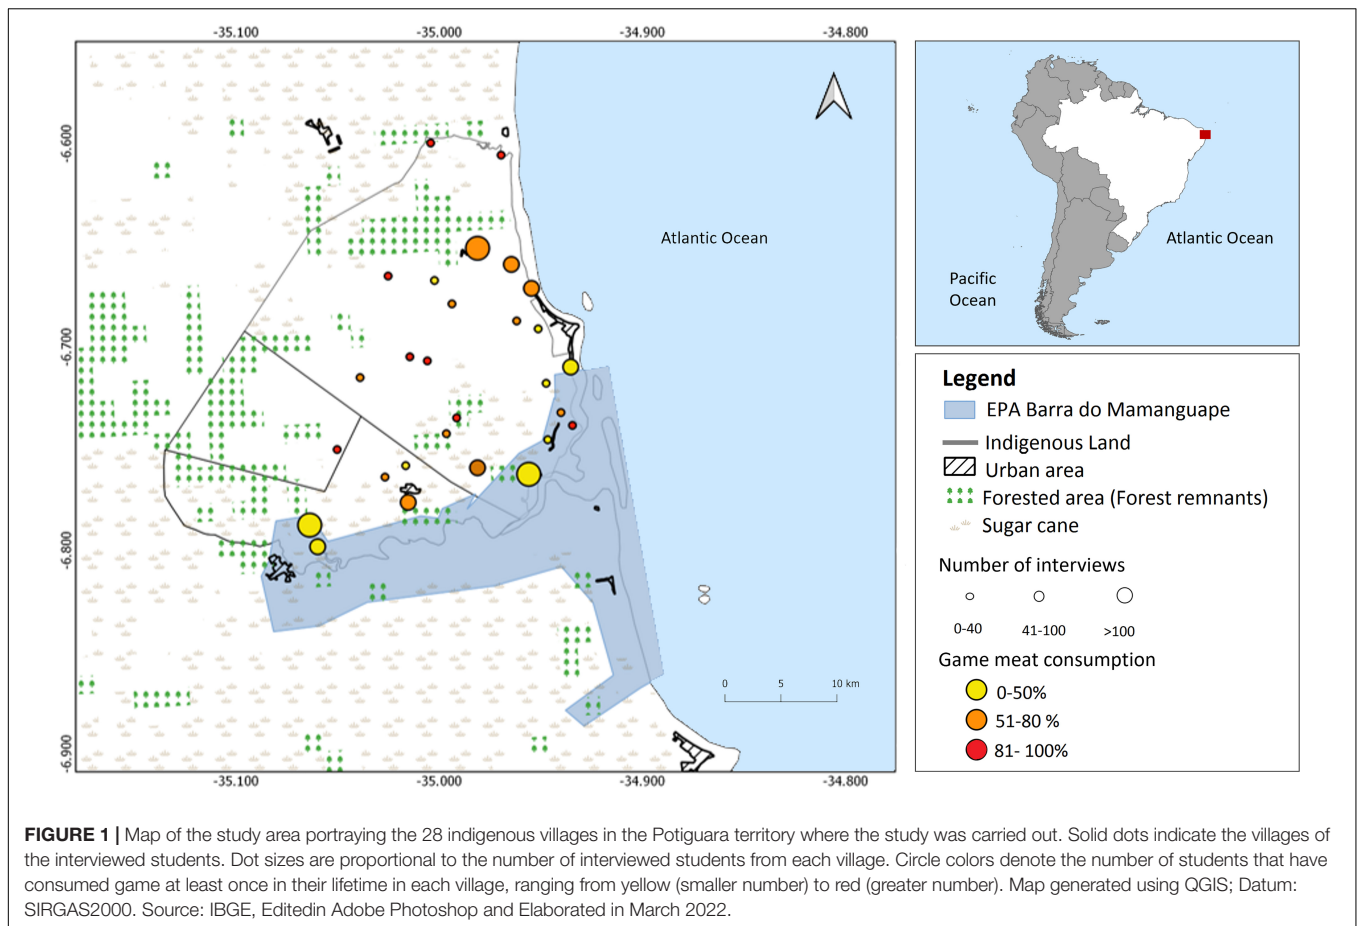 -35.100 -35.000 -34.900 -34.800
-6.600
-6.700
-6.800
-6.900
Atlantic Ocean
0 5 10 km
-35.100 -35.000 -34.900 -34.800
Atlantic Ocean
Pacific
Ocean
Legend
EPA Barra do Mamanguape
Indigenous Land
Urban area
Forested area (Forest remnants)
Sugar cane
Number of interviews
0-40 41-100 >100
Game meat consumption
0-50%
51-80 %
81- 100%
FIGURE 1 | Map of the study area portraying the 28 indigenous villages in the Potiguara territory where the study was carried out. Solid dots indicate the villages of
the interviewed students. Dot sizes are proportional to the number of interviewed students from each village. Circle colors denote the number of students that have
consumed game at least once in their lifetime in each village, ranging from yellow (smaller number) to red (greater number). Map generated using QGIS; Datum:
SIRGAS2000. Source: IBGE, Editedin Adobe Photoshop and Elaborated in March 2022.